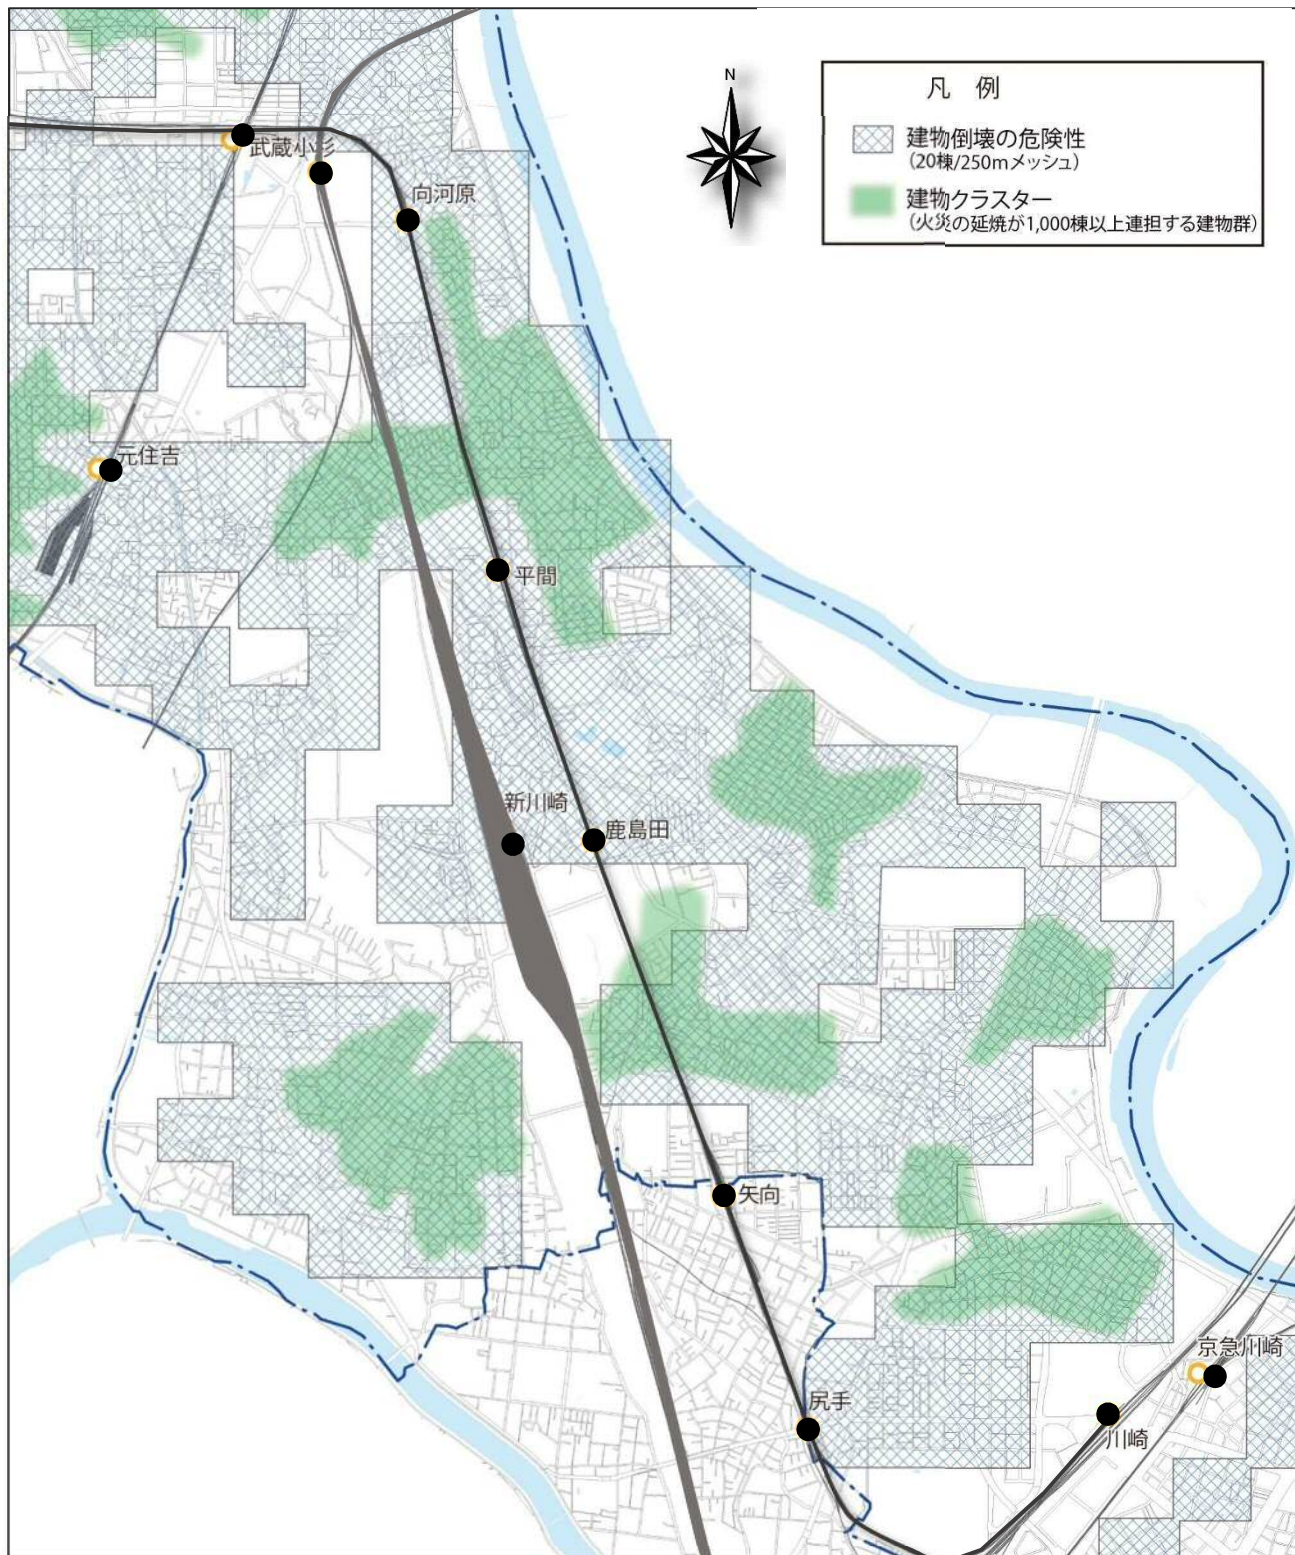 N
凡 例
建物倒壊の危険性
(20棟/250mメッシュ)
建物クラスター
(火災の延焼が1,000棟以上連担する建物群)
武蔵小杉
向河原
元住吉
平間
新川崎
鹿島田
矢向
尻手
京急川崎
川崎